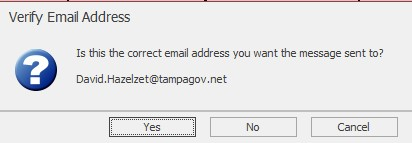 Verify Email Address
Is this the correct email address you want the message sent to?
David.Hazelzet@tampagov.net
Yes
No
Cancel